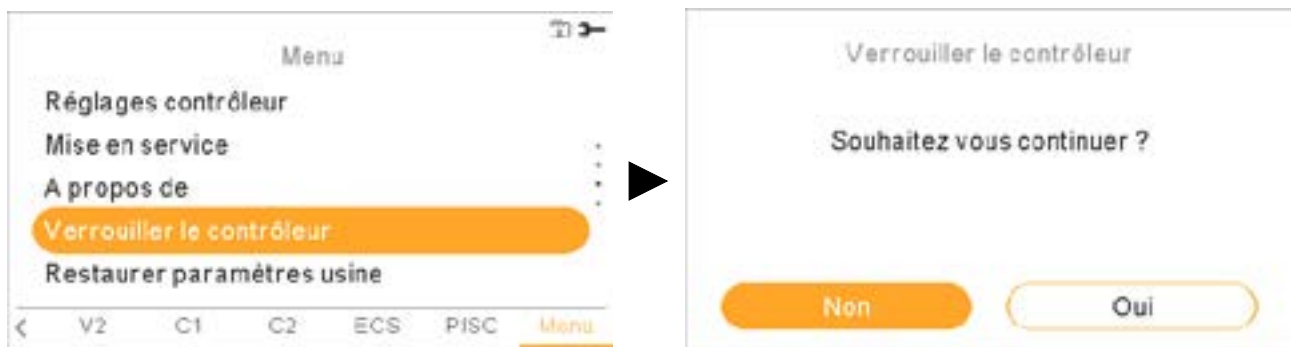 Menu
Réglages contrôleur
Mise en service
A propos de
Verrouiller le contrôleur
Restaurer paramètres usine
< V2 C1 C2 ECS PISC Menu
Verrouiller le contrôleur
Souhaitez vous continuer ?
Non Oui